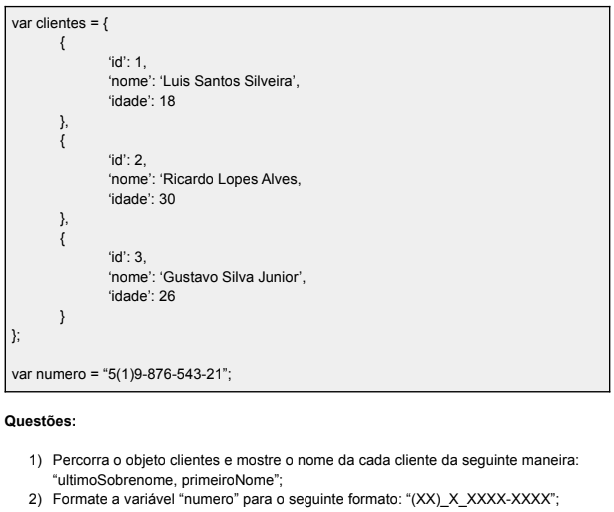 var clientes = {
{
'id': 1,
'nome': 'Luis Santos Silveira',
'idade': 18
},
{
‘id’: 2,
‘nome’: ‘Ricardo Lopes Alves,
‘idade’: 30
},
{
‘id’: 3,
‘nome’: ‘Gustavo Silva Junior’,
‘idade’: 26
}
};
var numero = “5(1)9-876-543-21”;
Questões:
1) Percorra o objeto clientes e mostre o nome da cada cliente da seguinte maneira:
“ultimoSobrenome, primeiroNome”;
2) Formate a variável “numero” para o seguinte formato: “(XX)_X_XXXX-XXXX”;